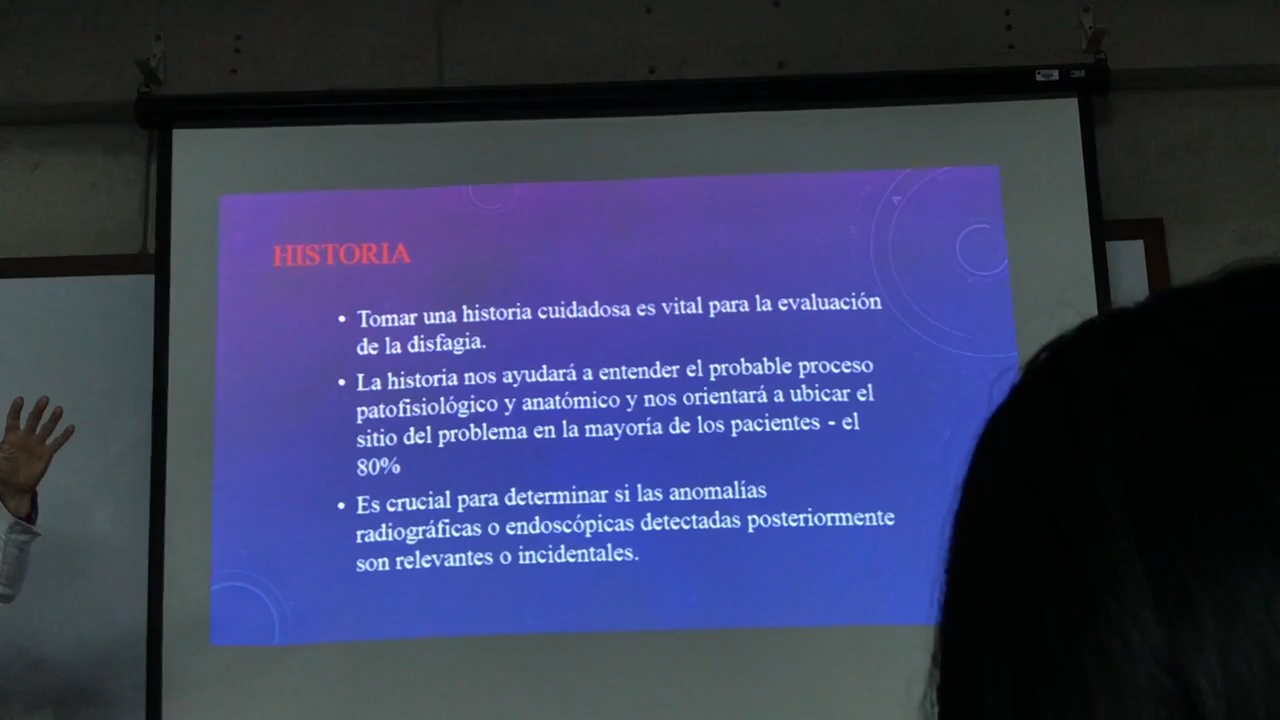 HISTORIA
• Tomar una historia cuidadosa es vital para la evaluación
de la disfagia.
• La historia nos ayudará a entender el probable proceso
patofisiológico y anatómico y nos orientará a ubicar el
sitio del problema en la mayoría de los pacientes - el
80%
• Es crucial para determinar si las anomalías
radiográficas o endoscópicas detectadas posteriormente
son relevantes o incidentales.